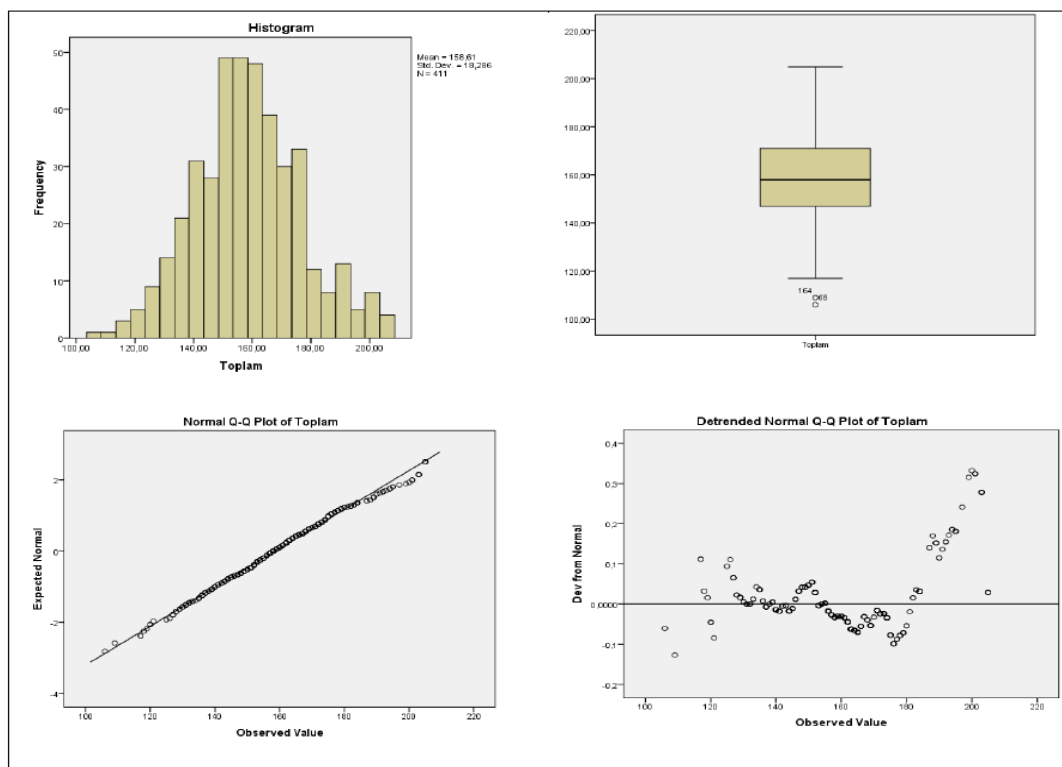 Histogram
Mean = 158,61
Std. Dev. = 18,286
N = 411
50
40
30
20
10
0
Frequency
100,00 120,00 140,00 160,00 180,00 200,00
Toplam
220,00
200,00
180,00
160,00
140,00
120,00
100,00
164
68
Toplam
Normal Q-Q Plot of Toplam
2
0
-2
-4
Expected Normal
100 120 140 160 180 200 220
Observed Value
Detrended Normal Q-Q Plot of Toplam
0,4
0,3
0,2
0,1
0,0000
-0,1
-0,2
Dev from Normal
100 120 140 160 180 200 220
Observed Value